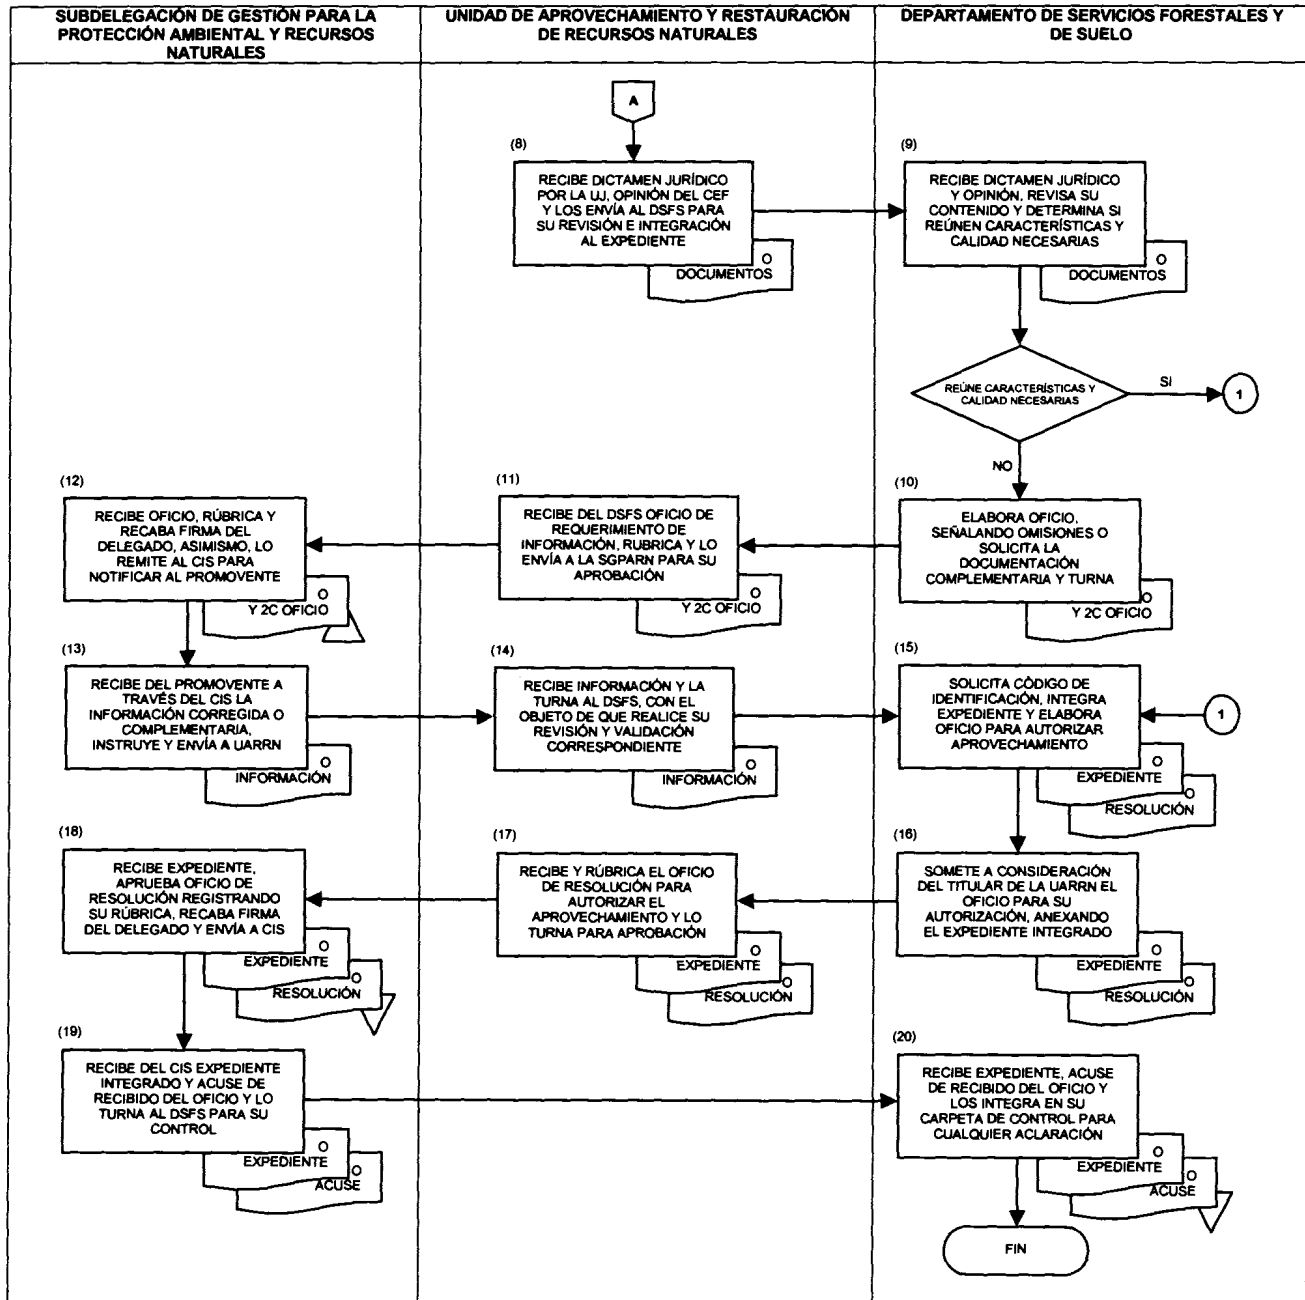 SUBDELEGACIÓN DE GESTIÓN PARA LA
PROTECCIÓN AMBIENTAL Y RECURSOS
NATURALES
UNIDAD DE APROVECHAMIENTO Y RESTAURACIÓN
DE RECURSOS NATURALES
DEPARTAMENTO DE SERVICIOS FORESTALES Y
DE SUELO
A
(8)
RECIBE DICTAMEN JURÍDICO
POR LA UJ, OPINIÓN DEL CEF
Y LOS ENVÍA AL DSFS PARA
SU REVISIÓN E INTEGRACIÓN
AL EXPEDIENTE
O
DOCUMENTOS
(9)
RECIBE DICTAMEN JURÍDICO
Y OPINIÓN, REVISA SU
CONTENIDO Y DETERMINA SI
REÚNEN CARACTERÍSTICAS Y
CALIDAD NECESARIAS
O
DOCUMENTOS
REÚNE CARACTERÍSTICAS Y
CALIDAD NECESARIAS
SI
1
NO
(12)
RECIBE OFICIO, RÚBRICA Y
RECABA FIRMA DEL
DELEGADO, ASIMISMO, LO
REMITE AL CIS PARA
NOTIFICAR AL PROMOVENTE
O
Y 2C OFICIO
(11)
RECIBE DEL DSFS OFICIO DE
REQUERIMIENTO DE
INFORMACIÓN, RUBRICA Y LO
ENVÍA A LA SGPARN PARA SU
APROBACIÓN
O
Y 2C OFICIO
(10)
ELABORA OFICIO,
SEÑALANDO OMISIONES O
SOLICITA LA
DOCUMENTACIÓN
COMPLEMENTARIA Y TURNA
O
Y 2C OFICIO
(13)
RECIBE DEL PROMOVENTE A
TRAVÉS DEL CIS LA
INFORMACIÓN CORREGIDA O
COMPLEMENTARIA,
INSTRUYE Y ENVÍA A UARRN
O
INFORMACIÓN
(14)
RECIBE INFORMACIÓN Y LA
TURNA AL DSFS, CON EL
OBJETO DE QUE REALICE SU
REVISIÓN Y VALIDACIÓN
CORRESPONDIENTE
O
INFORMACIÓN
(15)
SOLICITA CÓDIGO DE
IDENTIFICACIÓN, INTEGRA
EXPEDIENTE Y ELABORA
OFICIO PARA AUTORIZAR
APROVECHAMIENTO
1
O
EXPEDIENTE
O
RESOLUCIÓN
(18)
RECIBE EXPEDIENTE,
APRUEBA OFICIO DE
RESOLUCIÓN REGISTRANDO
SU RÚBRICA, RECABA FIRMA
DEL DELEGADO Y ENVÍA A CIS
O
EXPEDIENTE
O
RESOLUCIÓN
(17)
RECIBE Y RÚBRICA EL OFICIO
DE RESOLUCIÓN PARA
AUTORIZAR EL
APROVECHAMIENTO Y LO
TURNA PARA APROBACIÓN
O
EXPEDIENTE
O
RESOLUCIÓN
(16)
SOMETE A CONSIDERACIÓN
DEL TITULAR DE LA UARRN EL
OFICIO PARA SU
AUTORIZACIÓN, ANEXANDO
EL EXPEDIENTE INTEGRADO
O
EXPEDIENTE
O
RESOLUCIÓN
(19)
RECIBE DEL CIS EXPEDIENTE
INTEGRADO Y ACUSE DE
RECIBIDO DEL OFICIO Y LO
TURNA AL DSFS PARA SU
CONTROL
O
EXPEDIENTE
O
ACUSE
(20)
RECIBE EXPEDIENTE, ACUSE
DE RECIBIDO DEL OFICIO Y
LOS INTEGRA EN SU
CARPETA DE CONTROL PARA
CUALQUIER ACLARACIÓN
O
EXPEDIENTE
O
ACUSE
FIN